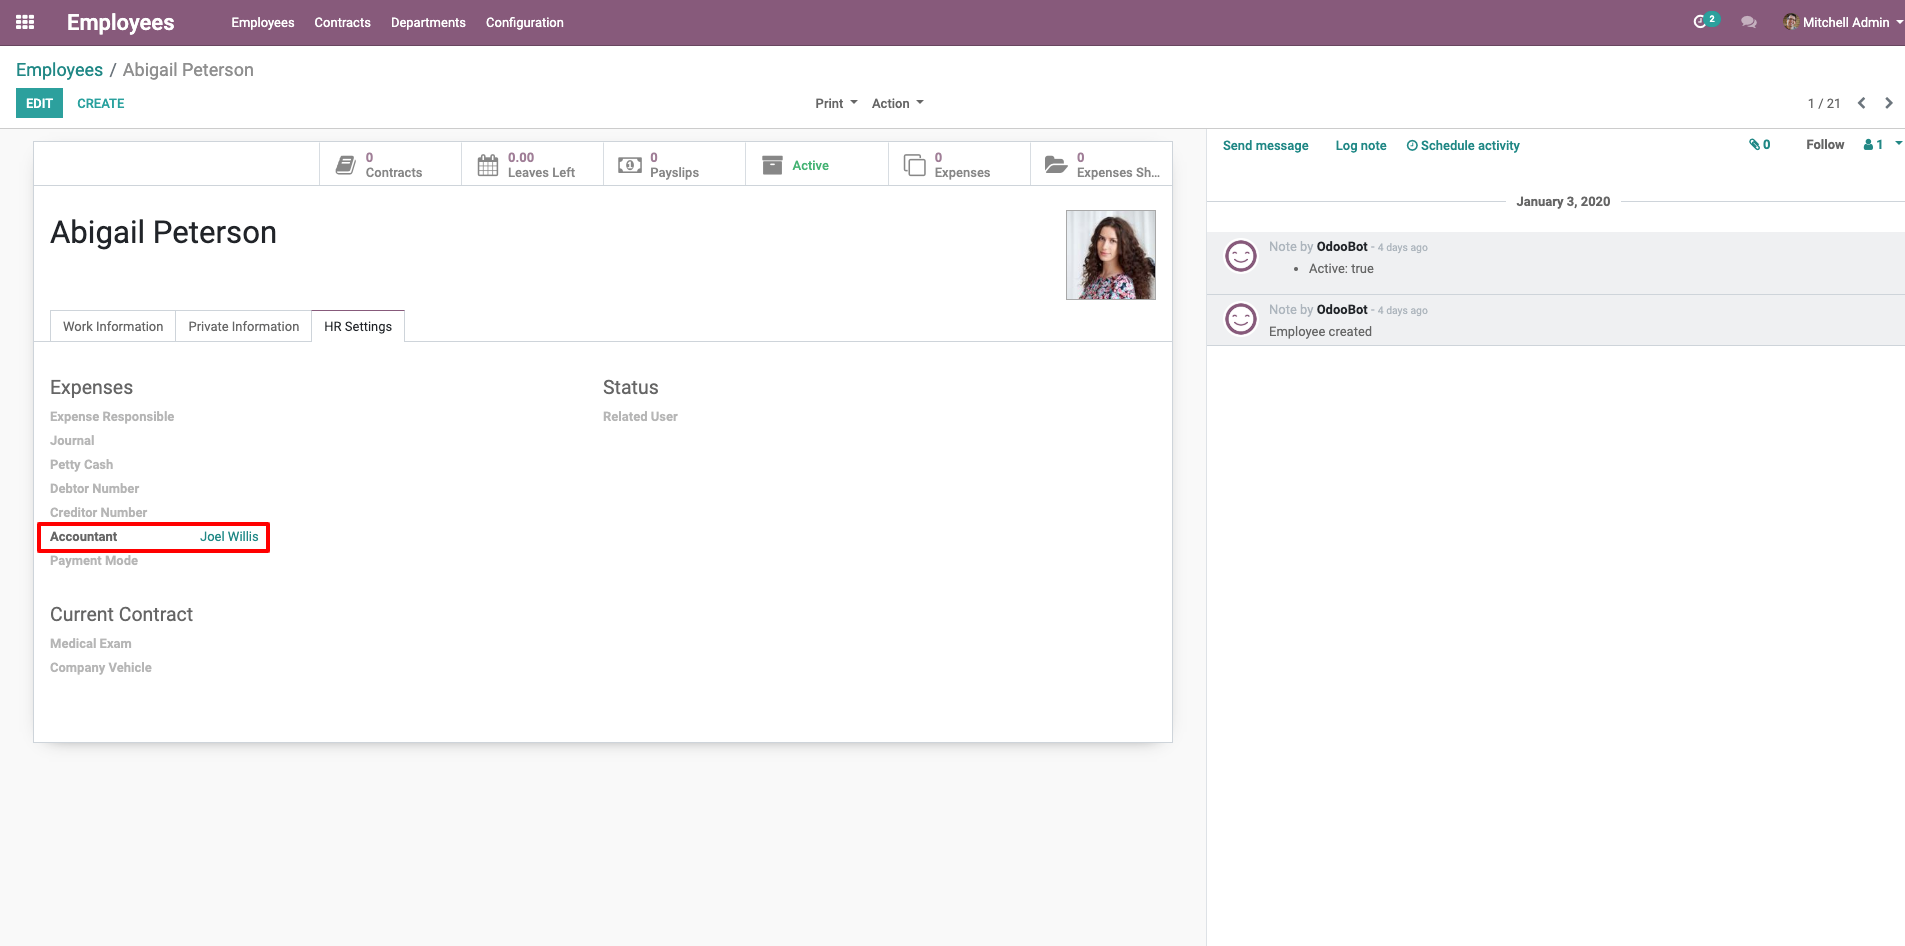 Employees Employees Contracts Departments Configuration 2 Mitchell Admin
Employees / Abigail Peterson
EDIT CREATE Print Action 1 / 21
0 Contracts 0.00 Leaves Left 0 Payslips Active 0 Expenses 0 Expenses Sh...
Abigail Peterson
Work Information Private Information HR Settings
Expenses
Expense Responsible
Journal
Petty Cash
Debtor Number
Creditor Number
Accountant Joel Willis
Payment Mode
Status
Related User
Current Contract
Medical Exam
Company Vehicle
Send message Log note Schedule activity 0 Follow 1
January 3, 2020
Note by OdooBot - 4 days ago
• Active: true
Note by OdooBot - 4 days ago
Employee created